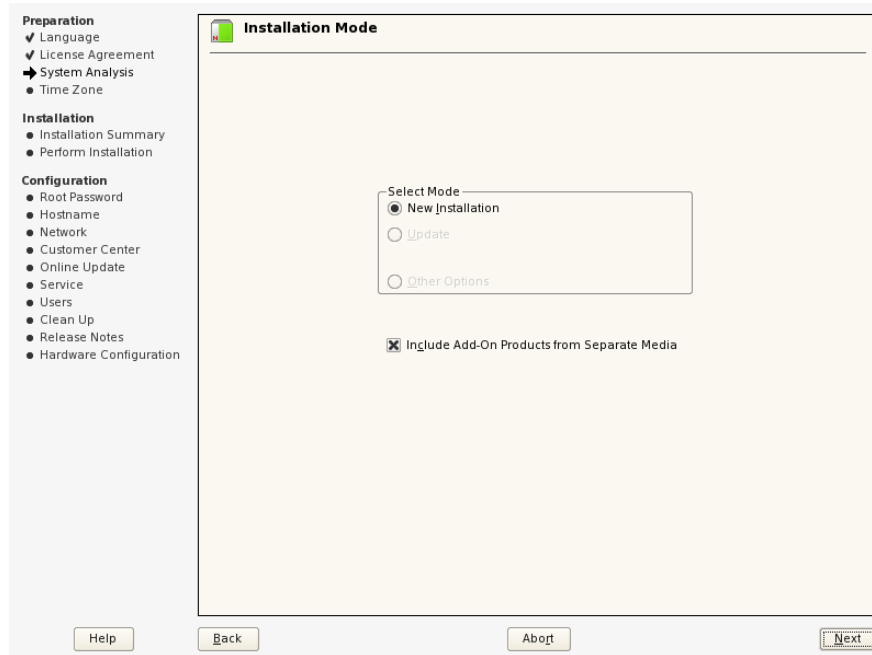 Preparation
Language
License Agreement
System Analysis
Time Zone
Installation
Installation Summary
Perform Installation
Configuration
Root Password
Hostname
Network
Customer Center
Online Update
Service
Users
Clean Up
Release Notes
Hardware Configuration
N
Installation Mode
Select Mode
New Installation
Update
Other Options
Include Add-On Products from Separate Media
Help
Back
Abort
Next